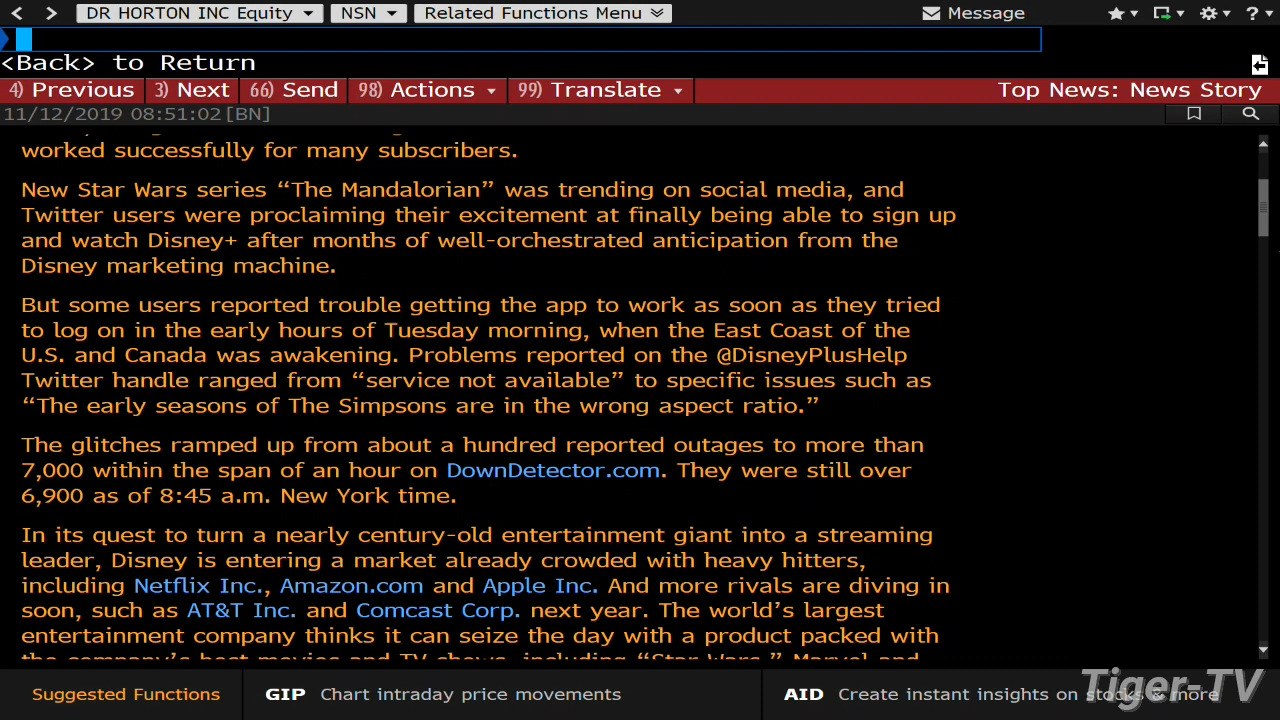 DR HORTON INC Equity NSN Related Functions Menu Message ?
<Back> to Return
4) Previous 3) Next 66) Send 98) Actions 99) Translate Top News: News Story
11/12/2019 08:51:02 [BN]
worked successfully for many subscribers.
New Star Wars series “The Mandalorian” was trending on social media, and
Twitter users were proclaiming their excitement at finally being able to sign up
and watch Disney+ after months of well-orchestrated anticipation from the
Disney marketing machine.
But some users reported trouble getting the app to work as soon as they tried
to log on in the early hours of Tuesday morning, when the East Coast of the
U.S. and Canada was awakening. Problems reported on the @DisneyPlusHelp
Twitter handle ranged from “service not available” to specific issues such as
“The early seasons of The Simpsons are in the wrong aspect ratio.”
The glitches ramped up from about a hundred reported outages to more than
7,000 within the span of an hour on DownDetector.com. They were still over
6,900 as of 8:45 a.m. New York time.
In its quest to turn a nearly century-old entertainment giant into a streaming
leader, Disney is entering a market already crowded with heavy hitters,
including Netflix Inc., Amazon.com and Apple Inc. And more rivals are diving in
soon, such as AT&T Inc. and Comcast Corp. next year. The world’s largest
entertainment company thinks it can seize the day with a product packed with
the company’s best movies and TV shows, including “Star Wars,” Marvel and
Suggested Functions GIP Chart intraday price movements AID Create instant insights on stocks & more
Tiger-TV